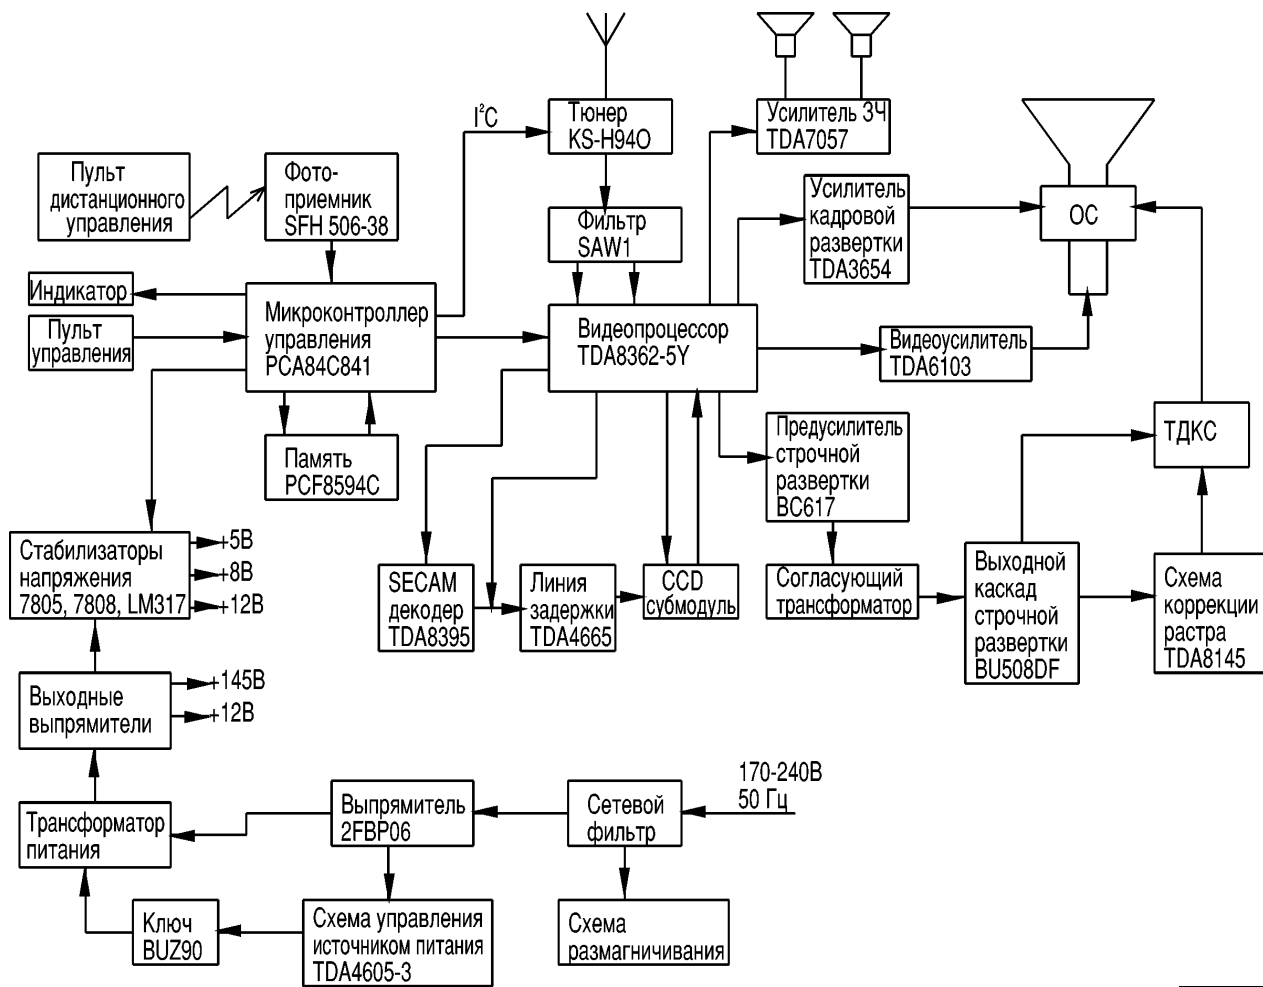 I²C
Тюнер
KS-H94O
Усилитель ЗЧ
TDA7057
Пульт
дистанционного
управления
Фото-
приемник
SFH 506-38
Усилитель
кадровой
развертки
TDA3654
ОС
Фильтр
SAW1
Индикатор
Пульт
управления
Микроконтроллер
управления
PCA84C841
Видеопроцессор
TDA8362-5Y
Видеоусилитель
TDA6103
Память
PCF8594C
Предусилитель
строчной
развертки
BC617
ТДКС
Стабилизаторы
напряжения
7805, 7808, LM317
+5В
+8В
+12В
SECAM
декодер
TDA8395
Линия
задержки
TDA4665
CCD
субмодуль
Согласующий
трансформатор
Выходной
каскад
строчной
развертки
BU508DF
Схема
коррекции
растра
TDA8145
Выходные
выпрямители
+145В
+12В
170-240В
50 Гц
Трансформатор
питания
Выпрямитель
2FBP06
Сетевой
фильтр
Ключ
BUZ90
Схема управления
источником питания
TDA4605-3
Схема
размагничивания